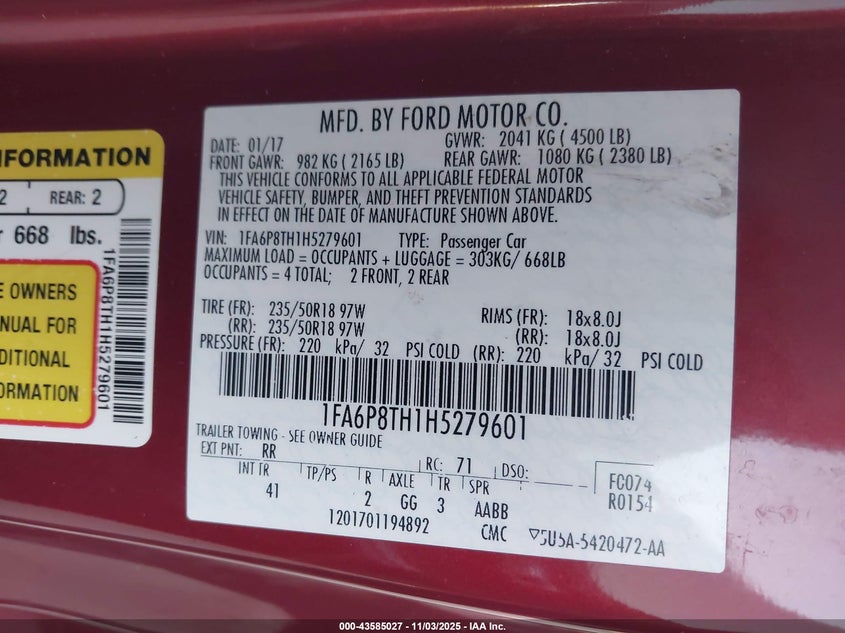 NFORMATION
2 REAR: 2
r 668 lbs.
E OWNERS
NUAL FOR
DITIONAL
ORMATION
1FA6P8TH1H5279601
MFD. BY FORD MOTOR CO.
DATE: 01/17 GVWR: 2041 KG ( 4500 LB)
FRONT GAWR: 982 KG ( 2165 LB) REAR GAWR: 1080 KG ( 2380 LB)
THIS VEHICLE CONFORMS TO ALL APPLICABLE FEDERAL MOTOR
VEHICLE SAFETY, BUMPER, AND THEFT PREVENTION STANDARDS
IN EFFECT ON THE DATE OF MANUFACTURE SHOWN ABOVE.
VIN: 1FA6P8TH1H5279601 TYPE: Passenger Car
MAXIMUM LOAD = OCCUPANTS + LUGGAGE = 303KG/ 668LB
OCCUPANTS = 4 TOTAL; 2 FRONT, 2 REAR
TIRE (FR): 235/50R18 97W RIMS (FR): 18x8.0J
(RR): 235/50R18 97W (RR): 18x8.0J
PRESSURE (FR): 220 kPa/ 32 PSI COLD (RR): 220 kPa/ 32 PSI COLD
1FA6P8TH1H5279601
TRAILER TOWING - SEE OWNER GUIDE
EXT PNT: RR RC: 71 DSO: FC074
INT TR TP/PS R AXLE TR SPR R0154
41 2 GG 3 AABB
1201701194892 CMC 5U5A-5420472-AA
000-43585027 - 11/03/2025 - IAA Inc.